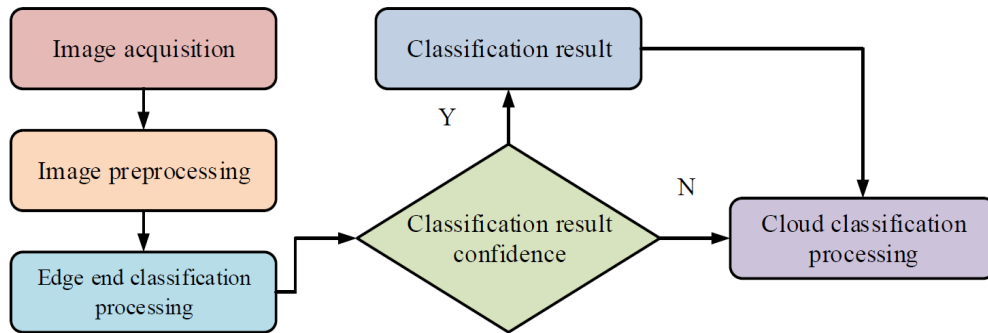 Image acquisition
Image preprocessing
Edge end classification
processing
Classification result
Y
Classification result
confidence
N
Cloud classification
processing